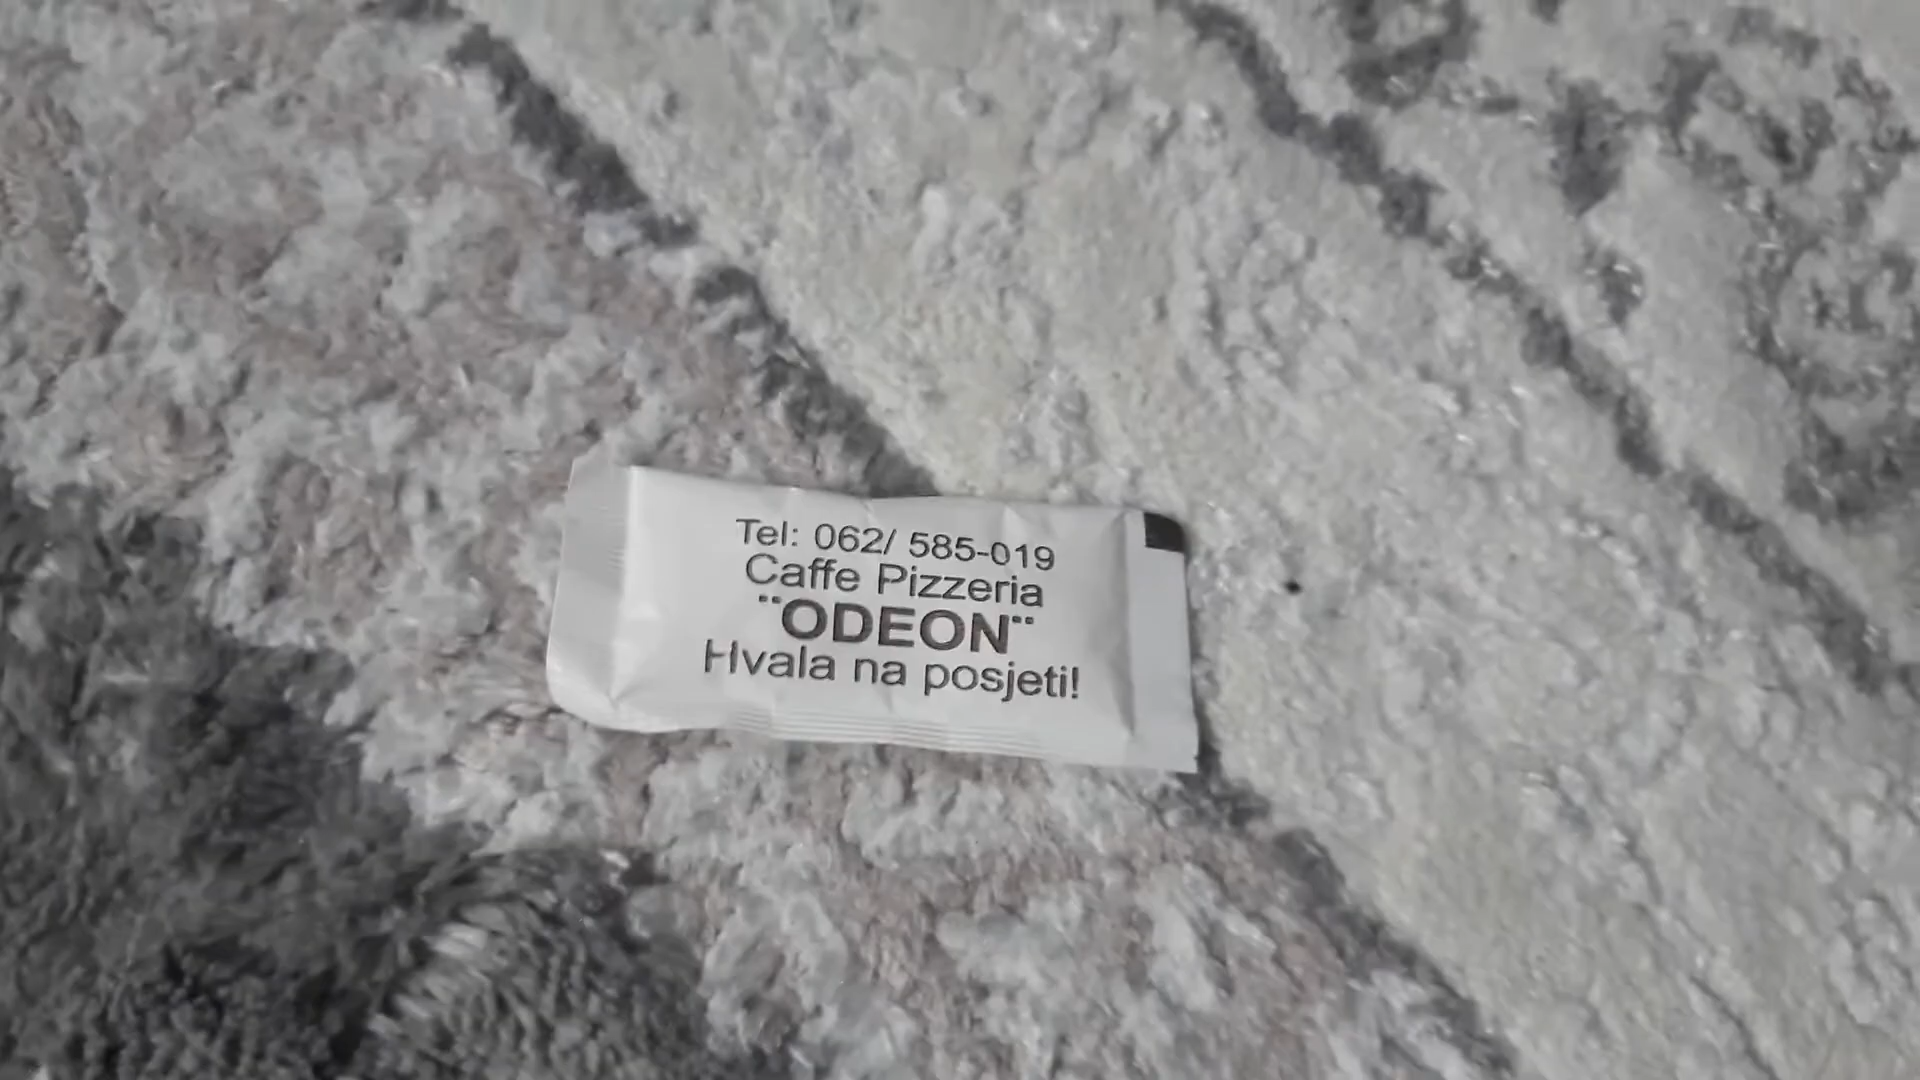 Tel: 062/ 585-019
Caffe Pizzeria
¨ODEON¨
Hvala na posjeti!